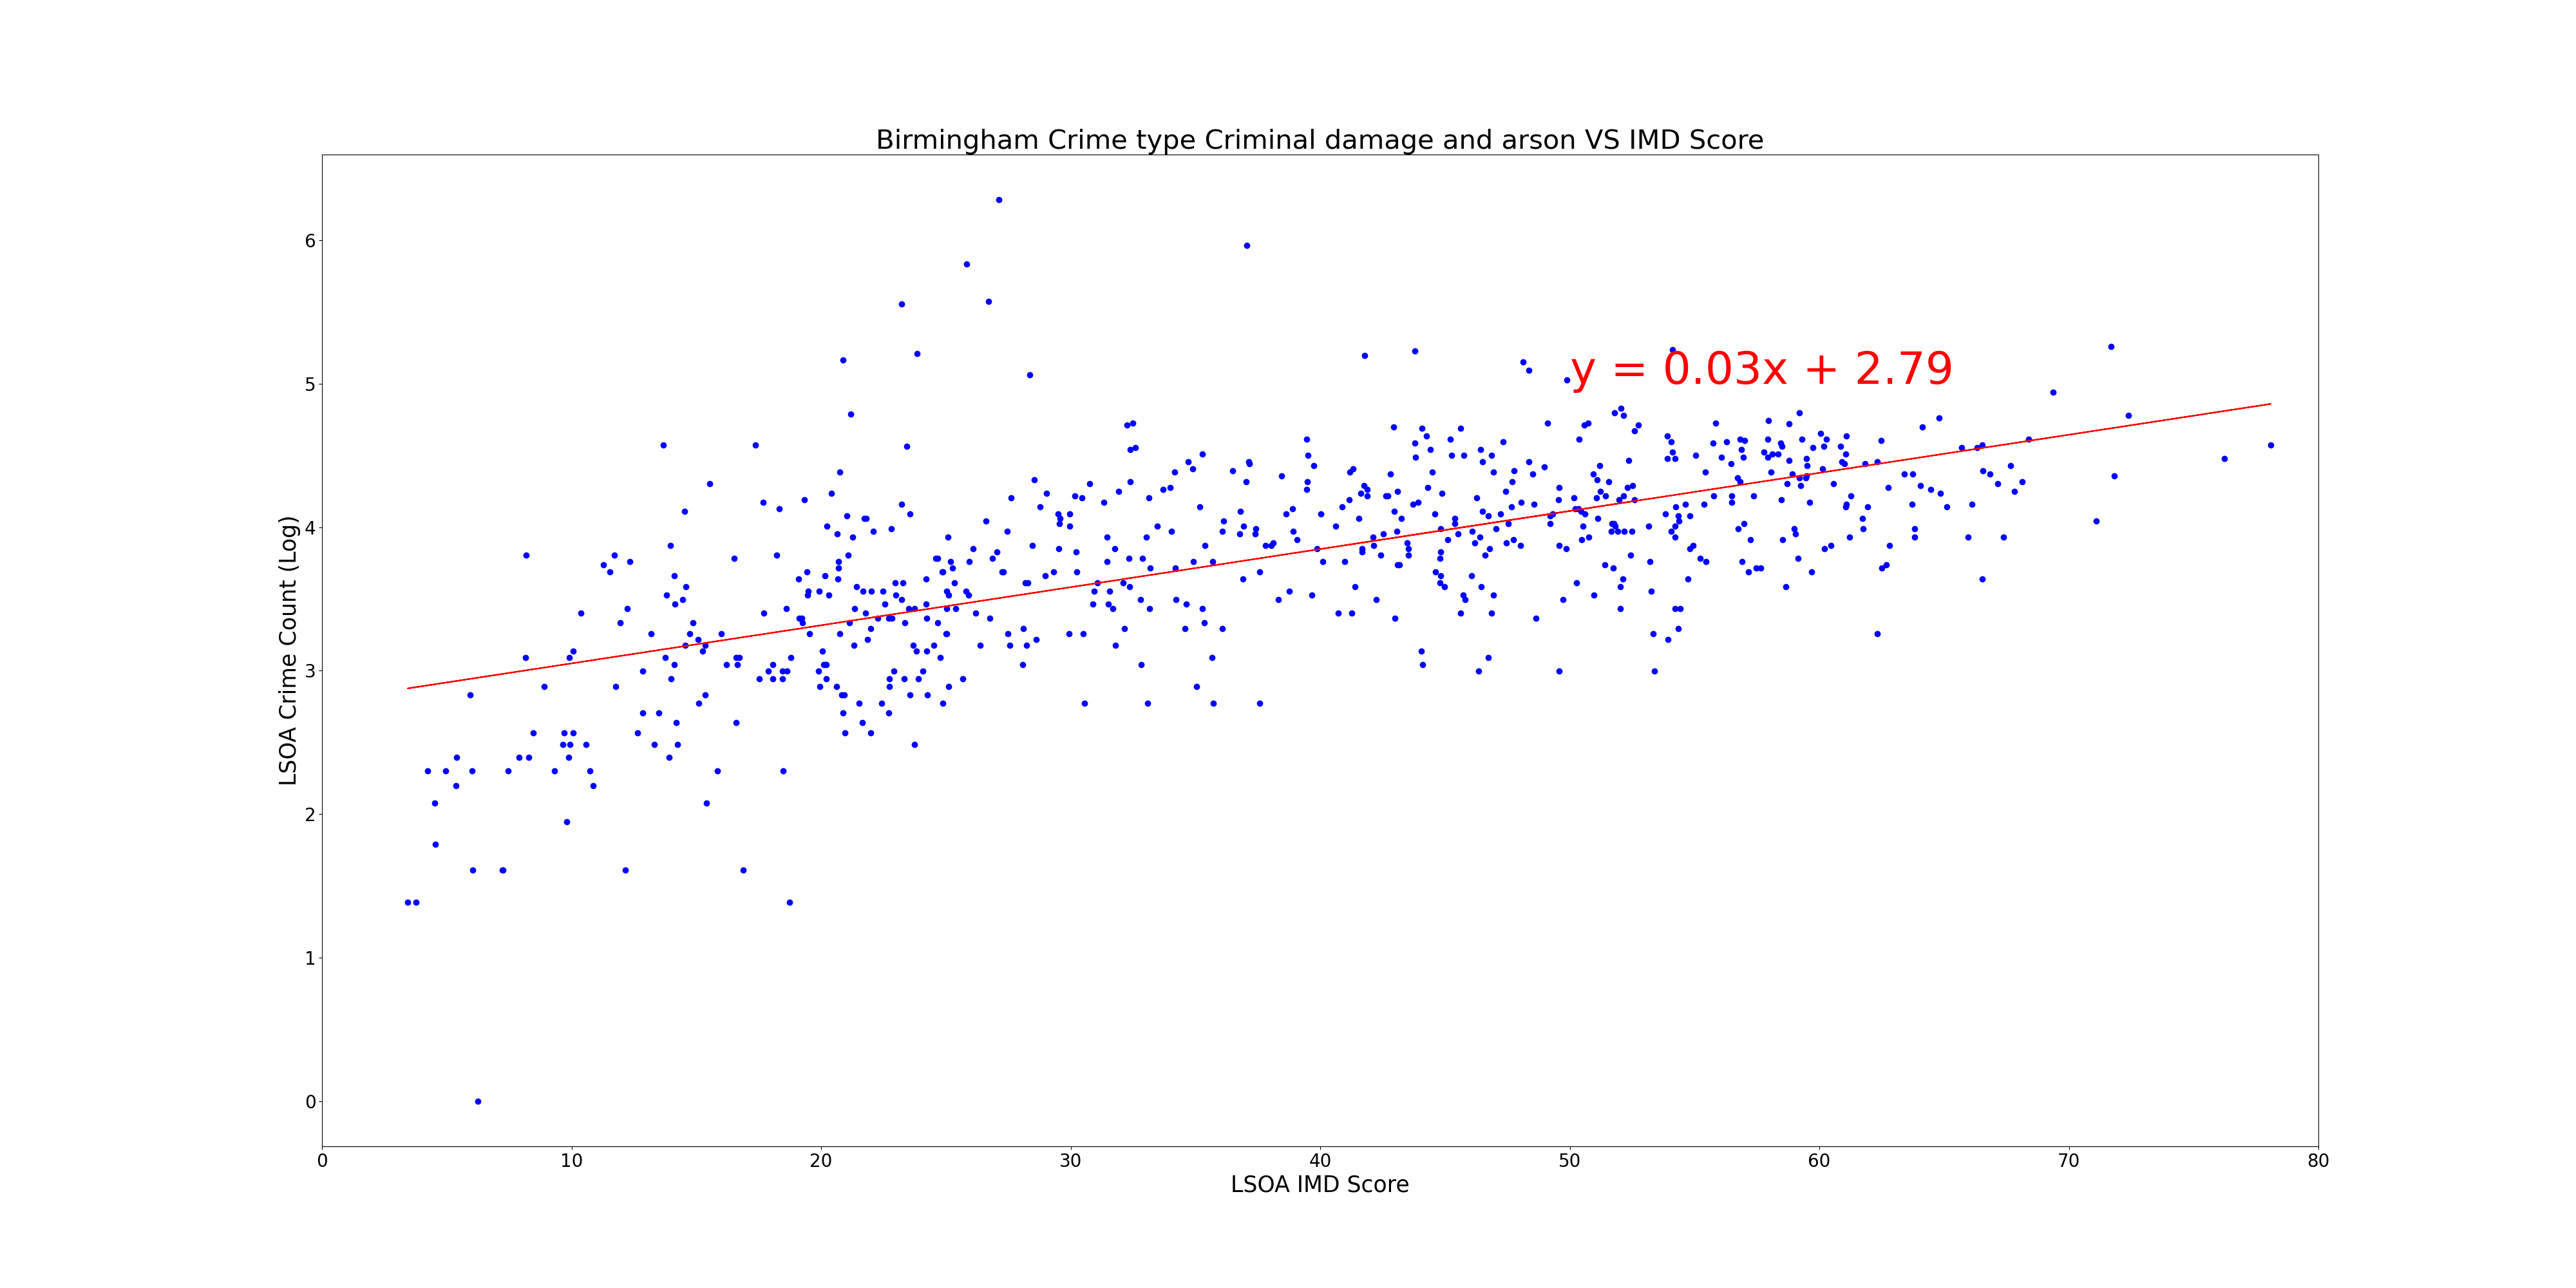 Birmingham Crime type Criminal damage and arson VS IMD Score
6
5
4
3
2
1
0
LSOA Crime Count (Log)
y = 0.03x + 2.79
0 10 20 30 40 50 60 70 80
LSOA IMD Score